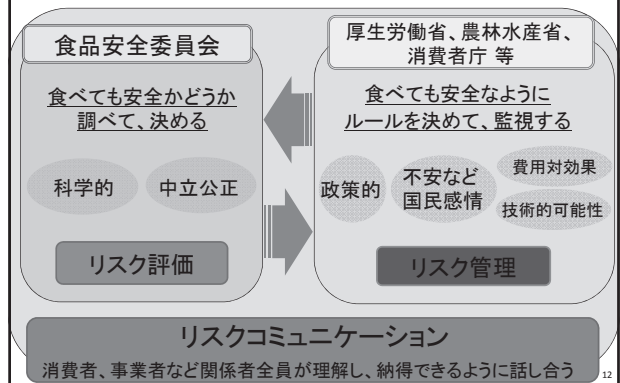 食品安全委員会
食べても安全かどうか
調べて、決める
科学的
中立公正
リスク評価
厚生労働省、農林水産省、
消費者庁 等
食べても安全なように
ルールを決めて、監視する
政策的
不安など
国民感情
費用対効果
技術的可能性
リスク管理
リスクコミュニケーション
消費者、事業者など関係者全員が理解し、納得できるように話し合う
12